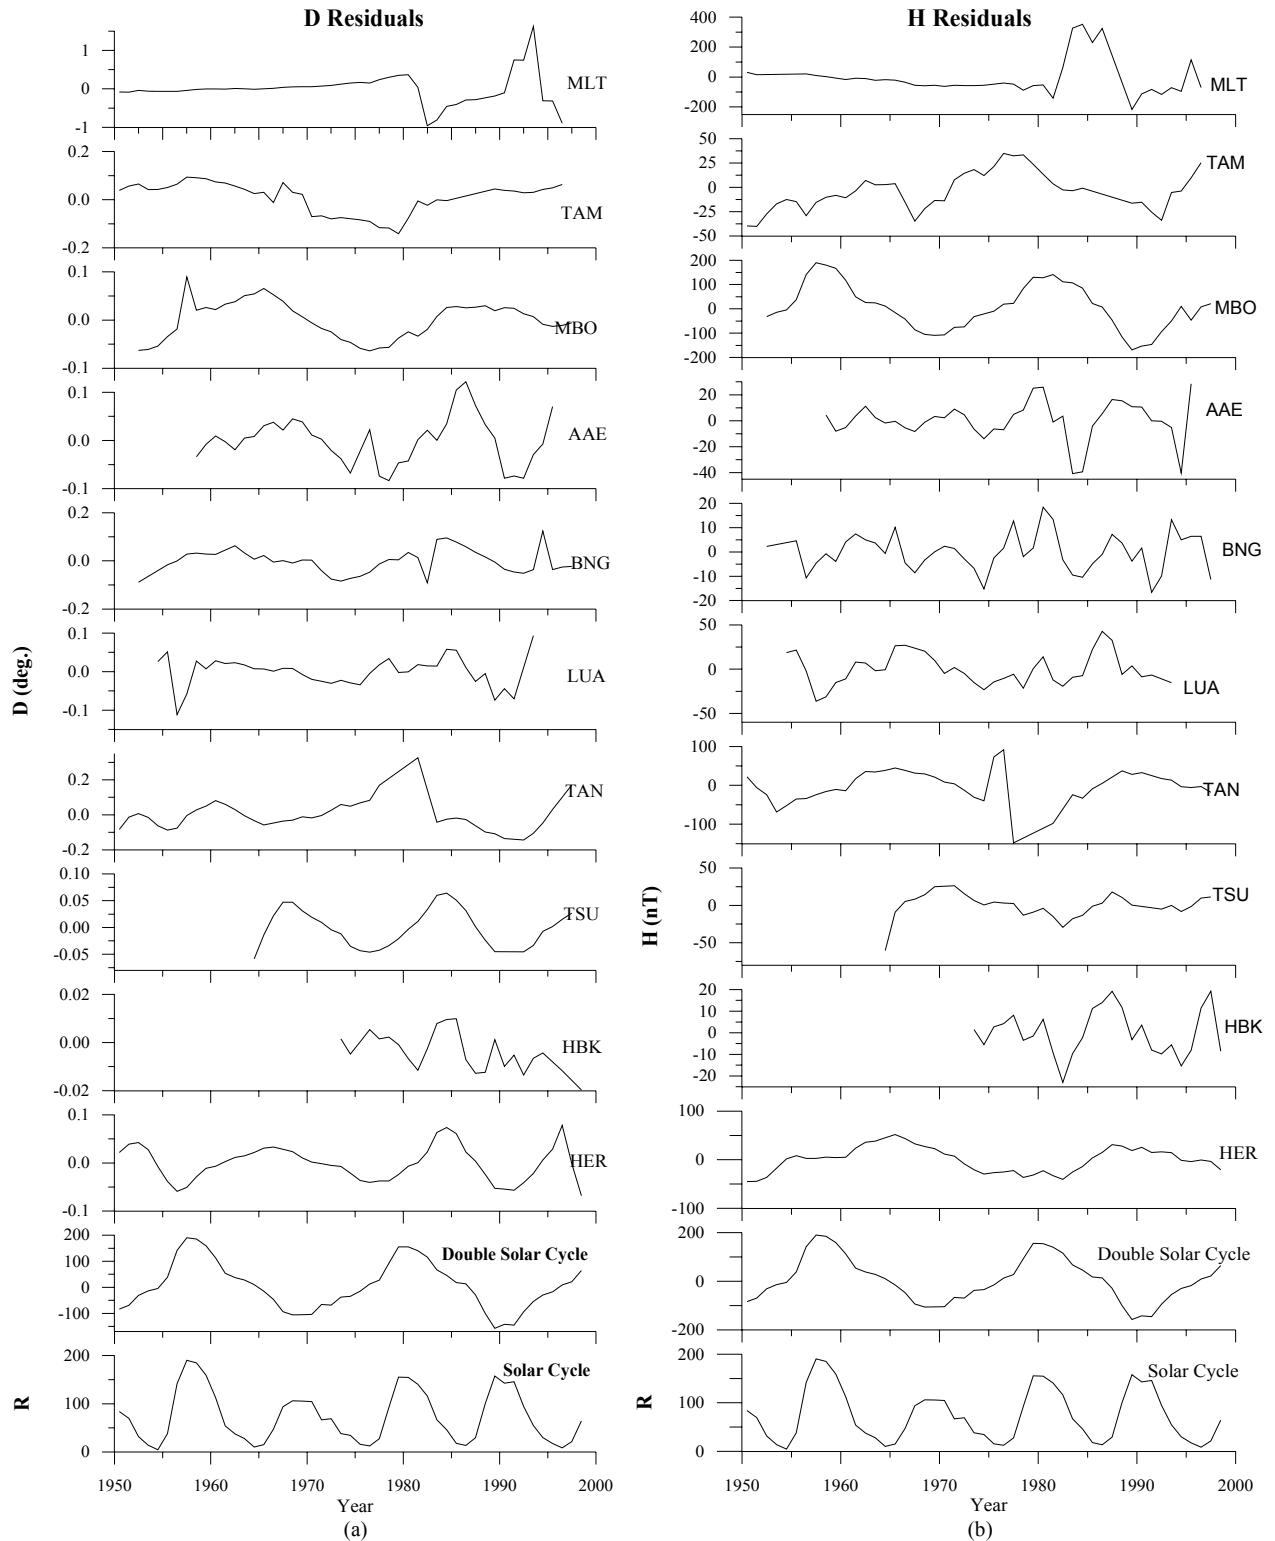 D Residuals
1
0
-1
MLT
0.2
0.0
-0.2
TAM
0.1
0.0
-0.1
MBO
0.1
0.0
-0.1
AAE
0.2
0.0
-0.2
BNG
0.1
0.0
-0.1
LUA
D (deg.)
0.2
0.0
-0.2
TAN
0.10
0.05
0.00
-0.05
TSU
0.02
0.00
-0.02
HBK
0.1
0.0
-0.1
HER
200
100
0
-100
Double Solar Cycle
200
100
0
Solar Cycle
R
1950 1960 1970 1980 1990 2000
Year
(a)
H Residuals
400
200
0
-200
MLT
50
25
0
-25
-50
TAM
200
100
0
-100
-200
MBO
20
0
-20
-40
AAE
20
10
0
-10
-20
BNG
50
0
-50
LUA
100
0
-100
TAN
H (nT)
50
0
-50
TSU
20
10
0
-10
-20
HBK
100
0
-100
HER
200
0
-200
Double Solar Cycle
200
100
0
Solar Cycle
R
1950 1960 1970 1980 1990 2000
Year
(b)